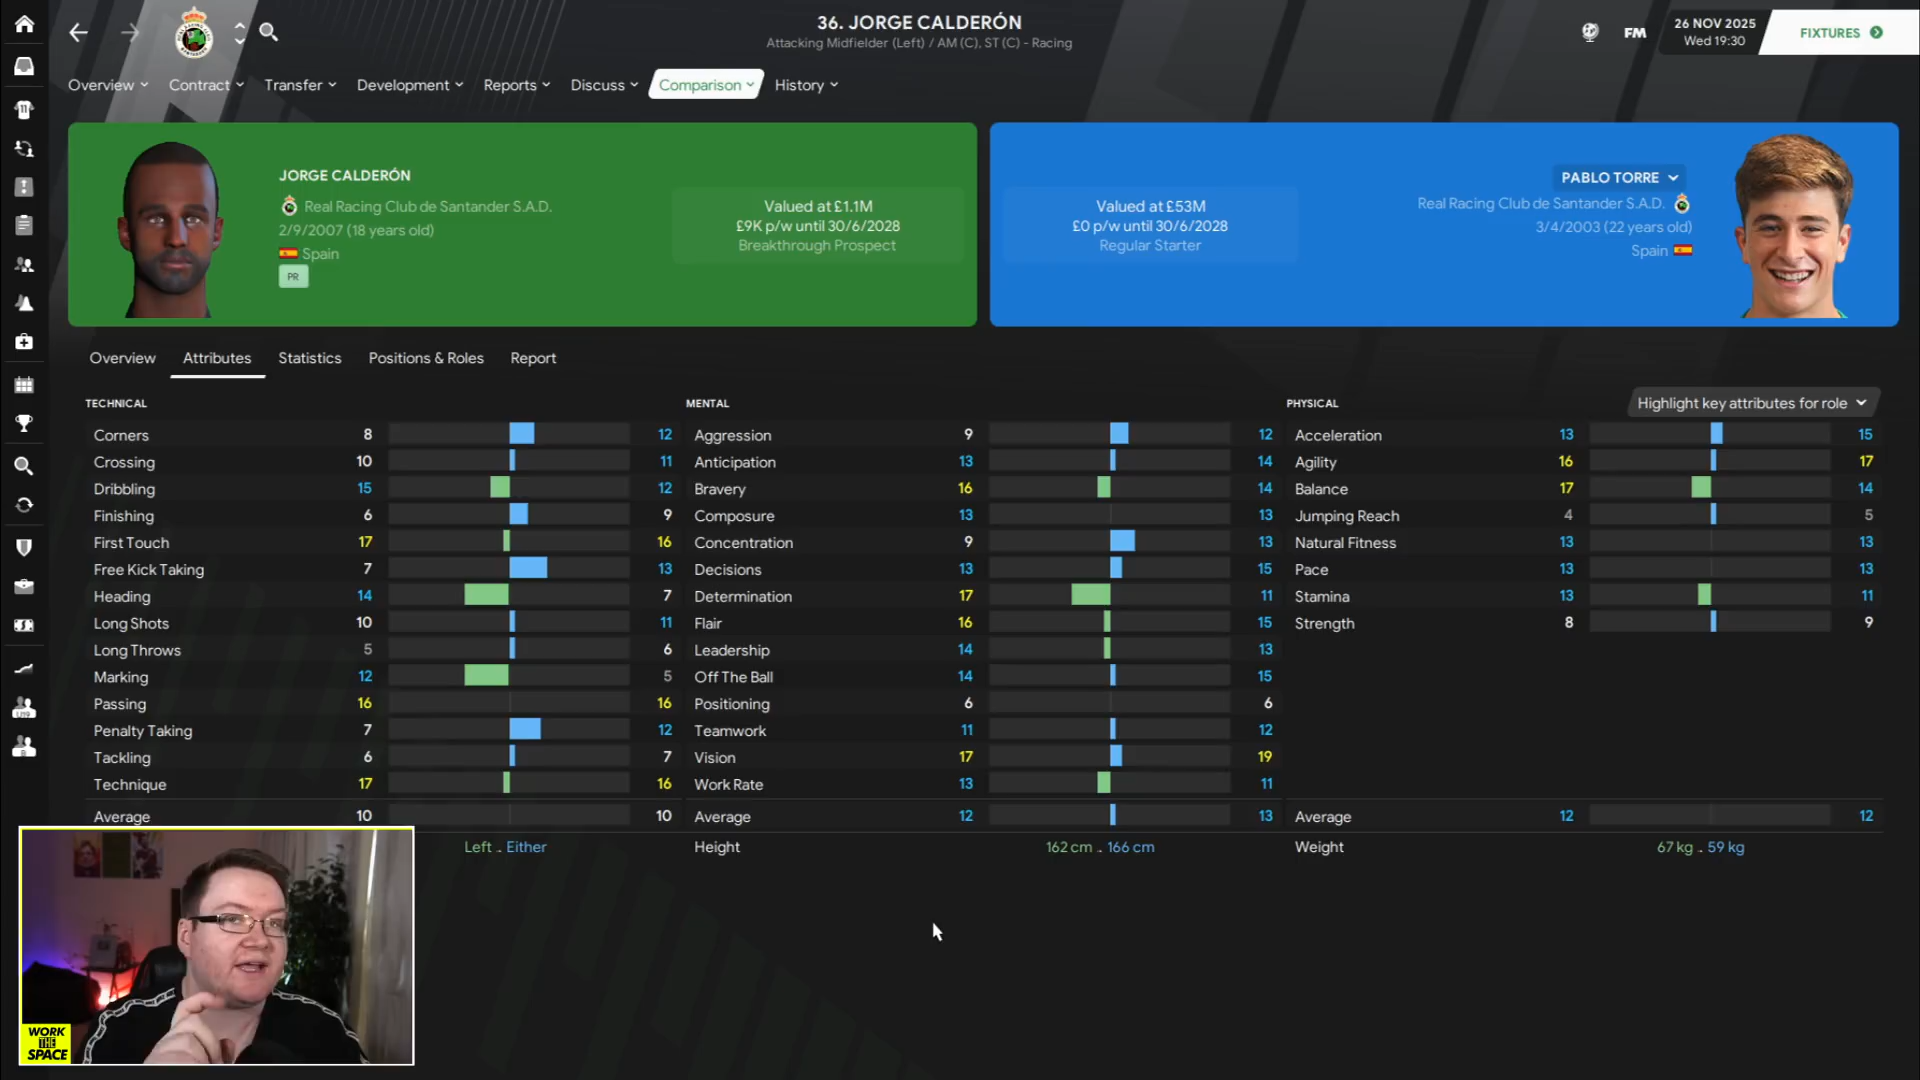 36. JORGE CALDERÓN
Attacking Midfielder (Left) / AM (C), ST (C) - Racing
FM
26 NOV 2025
Wed 19:30
FIXTURES
Overview
Contract
Transfer
Development
Reports
Discuss
Comparison
History
JORGE CALDERÓN
Real Racing Club de Santander S.A.D.
2/9/2007 (18 years old)
Spain
PR
Valued at £1.1M
£9K p/w until 30/6/2028
Breakthrough Prospect
Valued at £53M
£0 p/w until 30/6/2028
Regular Starter
PABLO TORRE
Real Racing Club de Santander S.A.D.
3/4/2003 (22 years old)
Spain
Overview
Attributes
Statistics
Positions & Roles
Report
Highlight key attributes for role
TECHNICAL
Corners 8 12
Crossing 10 11
Dribbling 15 12
Finishing 6 9
First Touch 17 16
Free Kick Taking 7 13
Heading 14 7
Long Shots 10 11
Long Throws 5 6
Marking 12 5
Passing 16 16
Penalty Taking 7 12
Tackling 6 7
Technique 17 16
Average 10 10
Left .. Either
MENTAL
Aggression 9 12
Anticipation 13 14
Bravery 16 14
Composure 13 13
Concentration 9 13
Decisions 13 15
Determination 17 11
Flair 16 15
Leadership 14 13
Off The Ball 14 15
Positioning 6 6
Teamwork 11 12
Vision 17 19
Work Rate 13 11
Average 12 13
Height 162 cm .. 166 cm
PHYSICAL
Acceleration 13 15
Agility 16 17
Balance 17 14
Jumping Reach 4 5
Natural Fitness 13 13
Pace 13 13
Stamina 13 11
Strength 8 9
Average 12 12
Weight 67 kg .. 59 kg
WORK
THE
SPACE
U19
B
11